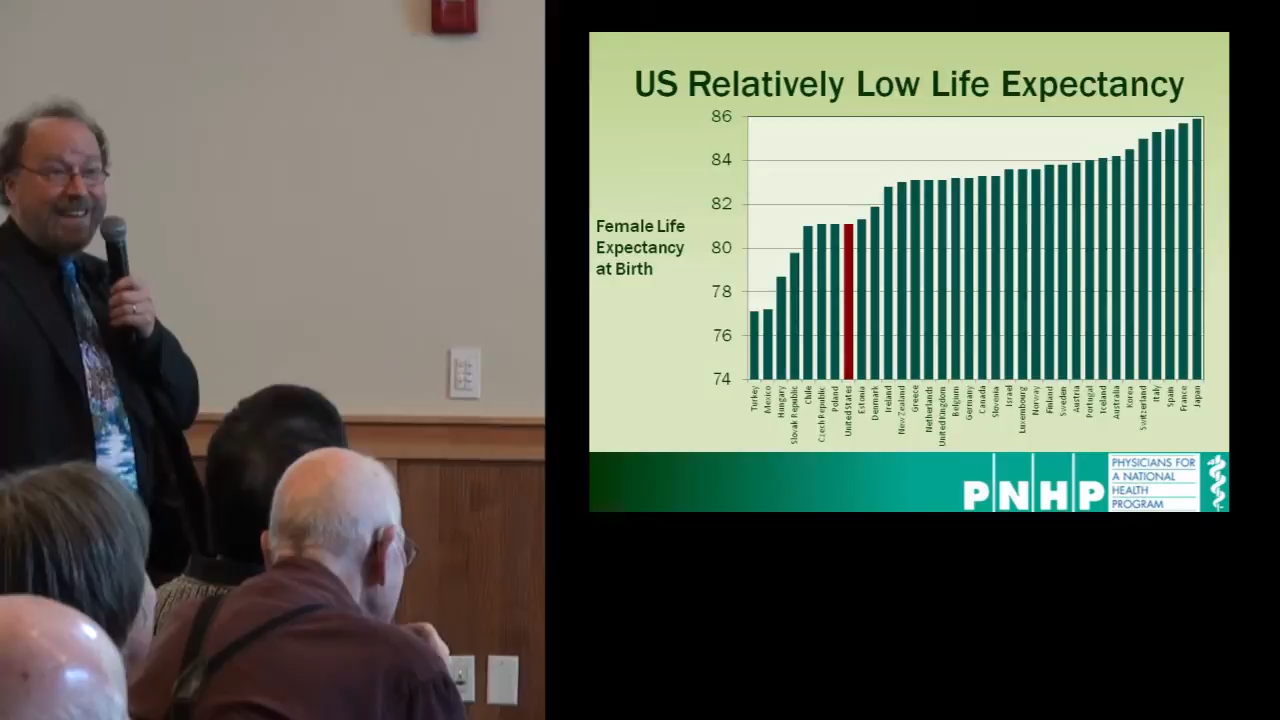 US Relatively Low Life Expectancy
86
84
82
80
78
76
74
Female Life
Expectancy
at Birth
Turkey
Mexico
Hungary
Slovak Republic
Chile
Czech Republic
Poland
United States
Estonia
Denmark
Ireland
New Zealand
Greece
Netherlands
United Kingdom
Belgium
Germany
Canada
Slovenia
Israel
Luxembourg
Norway
Finland
Sweden
Austria
Portugal
Iceland
Australia
Korea
Switzerland
Italy
Spain
France
Japan
PNHP
PHYSICIANS FOR
A NATIONAL
HEALTH
PROGRAM